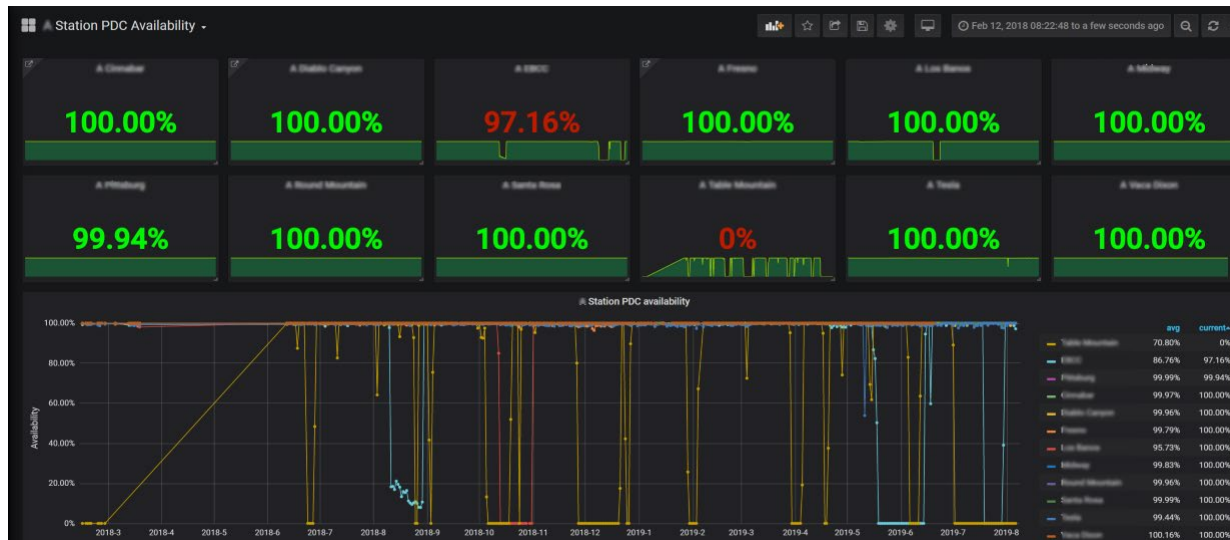 Station PDC Availability
Feb 12, 2018 08:22:48 to a few seconds ago
A Cinnabar
A Diablo Canyon
A EBCC
A Fresno
A Los Banos
A Midway
100.00%
100.00%
97.16%
100.00%
100.00%
100.00%
A Pittsburg
A Round Mountain
A Santa Rosa
A Table Mountain
A Tesla
A Vaca Dixon
99.94%
100.00%
100.00%
0%
100.00%
100.00%
Station PDC availability
Availability
100.00%
80.00%
60.00%
40.00%
20.00%
0%
2018-3
2018-4
2018-5
2018-6
2018-7
2018-8
2018-9
2018-10
2018-11
2018-12
2019-1
2019-2
2019-3
2019-4
2019-5
2019-6
2019-7
2019-8
avg current
Table Mountain 70.80% 0%
EBCC 86.76% 97.16%
Pittsburg 99.99% 99.94%
Cinnabar 99.97% 100.00%
Diablo Canyon 99.96% 100.00%
Fresno 99.79% 100.00%
Los Banos 95.73% 100.00%
Midway 99.83% 100.00%
Round Mountain 99.96% 100.00%
Santa Rosa 99.99% 100.00%
Tesla 99.44% 100.00%
Vaca Dixon 100.16% 100.00%